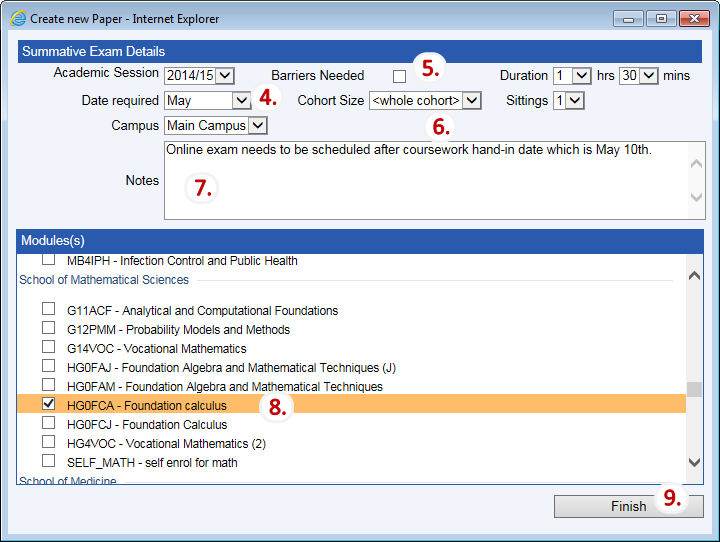 Create new Paper - Internet Explorer
Summative Exam Details
Academic Session 2014/15 Barriers Needed 5. Duration 1 hrs 30 mins
Date required May 4. Cohort Size <whole cohort> Sittings 1
Campus Main Campus 6.
Notes Online exam needs to be scheduled after coursework hand-in date which is May 10th.
7.
Modules(s)
MB4IPH - Infection Control and Public Health
School of Mathematical Sciences
G11ACF - Analytical and Computational Foundations
G12PMM - Probability Models and Methods
G14VOC - Vocational Mathematics
HG0FAJ - Foundation Algebra and Mathematical Techniques (J)
HG0FAM - Foundation Algebra and Mathematical Techniques
HG0FCA - Foundation calculus 8.
HG0FCJ - Foundation Calculus
HG4VOC - Vocational Mathematics (2)
SELF_MATH - self enrol for math
School of Medicine
Finish 9.